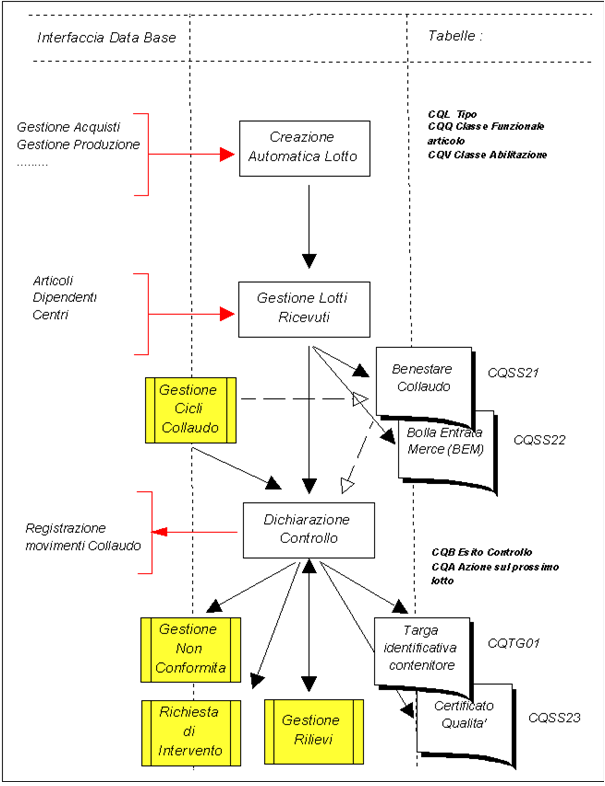 Interfaccia Data Base
Tabelle :
Gestione Acquisti
Gestione Produzione
.........
Creazione
Automatica Lotto
CQL Tipo
CQQ Classe Funzionale
articolo
CQV Classe Abilitazione
Articoli
Dipendenti
Centri
Gestione Lotti
Ricevuti
Benestare
Collaudo
CQSS21
Gestione
Cicli
Collaudo
Bolla Entrata
Merce (BEM)
CQSS22
Registrazione
movimenti Collaudo
Dichiarazione
Controllo
CQB Esito Controllo
CQA Azione sul prossimo
lotto
Gestione
Non
Conformita
Targa
identificativa
contenitore
CQTG01
Richiesta
di
Intervento
Gestione
Rilievi
Certificato
Qualita'
CQSS23